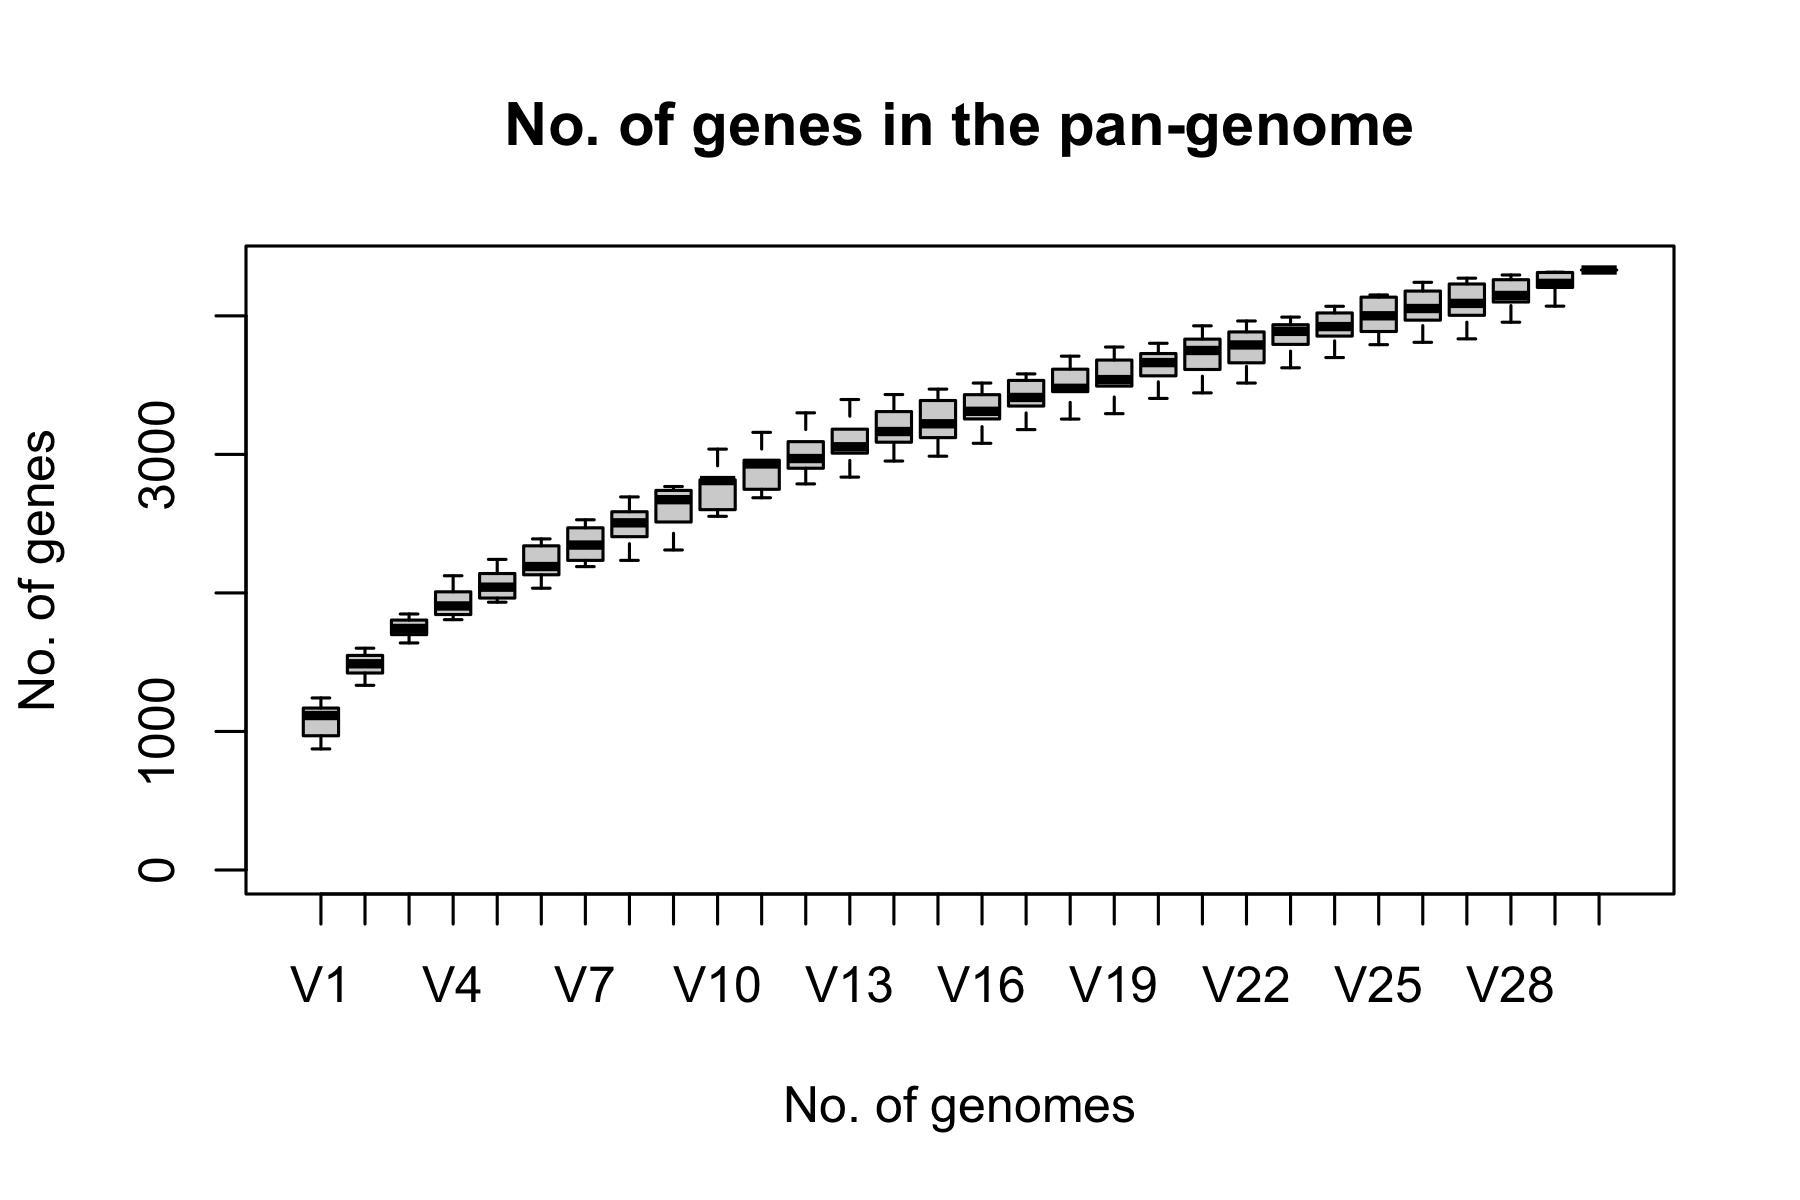 No. of genes in the pan-genome
No. of genes
3000
1000
0
V1 V4 V7 V10 V13 V16 V19 V22 V25 V28
No. of genomes